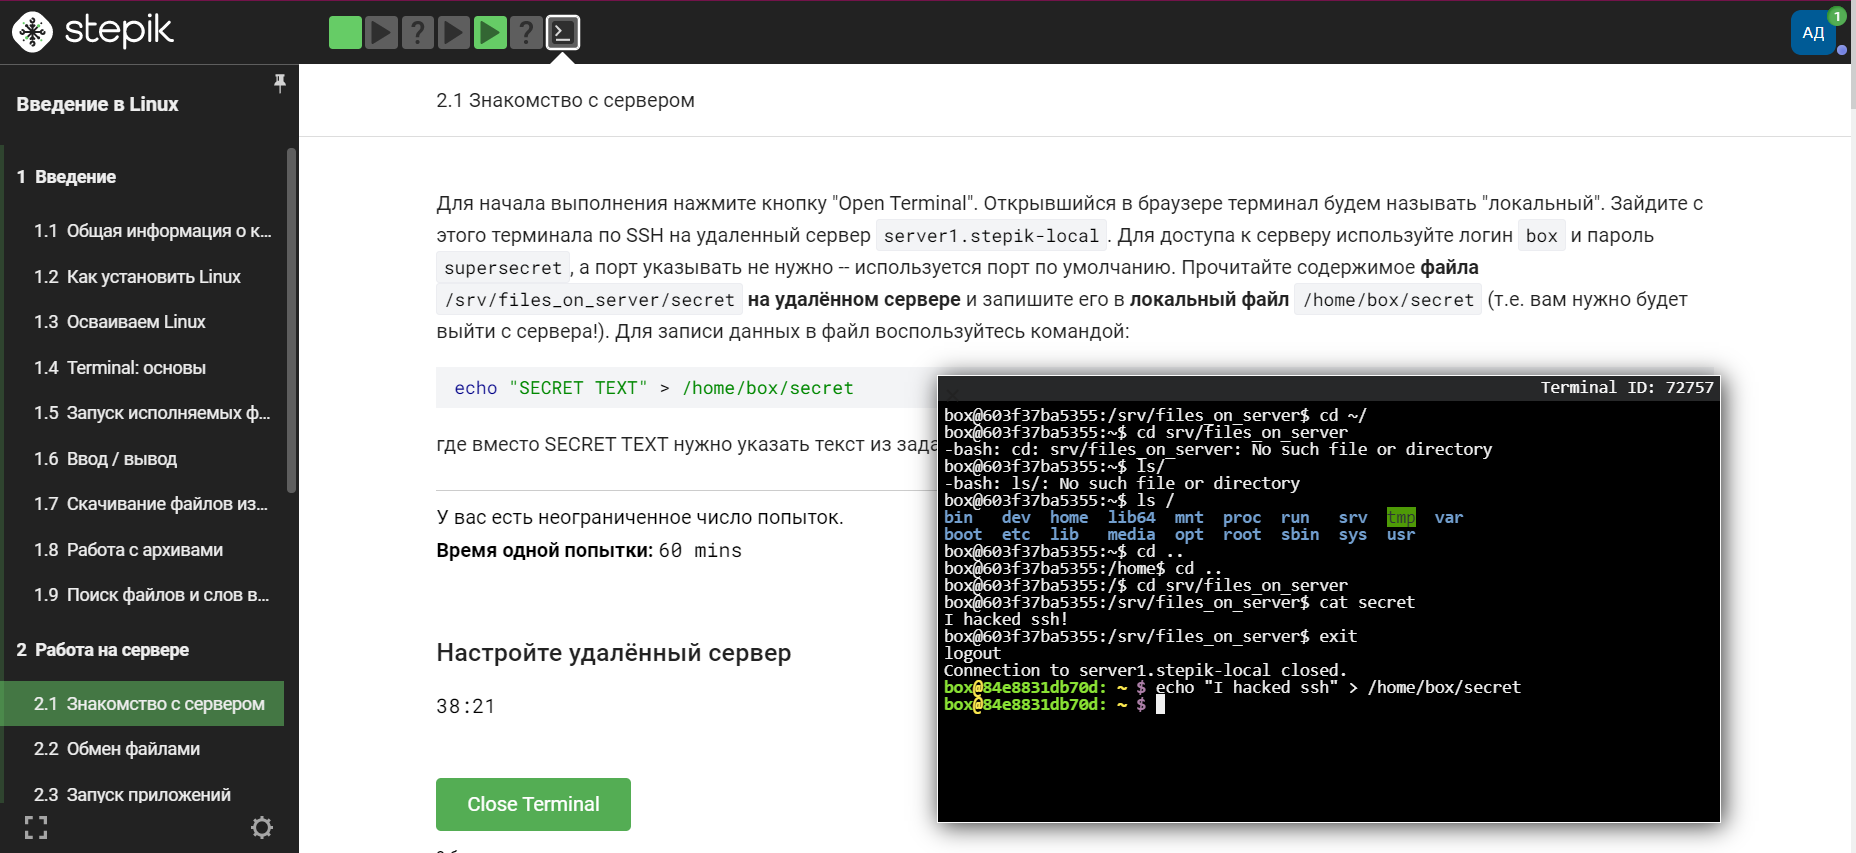 stepik
?
?
АД
1
Введение в Linux
1 Введение
1.1 Общая информация о к...
1.2 Как установить Linux
1.3 Осваиваем Linux
1.4 Terminal: основы
1.5 Запуск исполняемых ф...
1.6 Ввод / вывод
1.7 Скачивание файлов из...
1.8 Работа с архивами
1.9 Поиск файлов и слов в...
2 Работа на сервере
2.1 Знакомство с сервером
2.2 Обмен файлами
2.3 Запуск приложений
2.1 Знакомство с сервером
Для начала выполнения нажмите кнопку "Open Terminal". Открывшийся в браузере терминал будем называть "локальный". Зайдите с
этого терминала по SSH на удаленный сервер server1.stepik-local . Для доступа к серверу используйте логин box и пароль
supersecret , а порт указывать не нужно -- используется порт по умолчанию. Прочитайте содержимое файла
/srv/files_on_server/secret на удалённом сервере и запишите его в локальный файл /home/box/secret (т.е. вам нужно будет
выйти с сервера!). Для записи данных в файл воспользуйтесь командой:
echo "SECRET TEXT" > /home/box/secret
где вместо SECRET TEXT нужно указать текст из зада
У вас есть неограниченное число попыток.
Время одной попытки: 60 mins
Настройте удалённый сервер
38:21
Close Terminal
Terminal ID: 72757
box@603f37ba5355:/srv/files_on_server$ cd ~/
box@603f37ba5355:~$ cd srv/files_on_server
-bash: cd: srv/files_on_server: No such file or directory
box@603f37ba5355:~$ ls/
-bash: ls/: No such file or directory
box@603f37ba5355:~$ ls /
bin dev home lib64 mnt proc run srv tmp var
boot etc lib media opt root sbin sys usr
box@603f37ba5355:~$ cd ..
box@603f37ba5355:/home$ cd ..
box@603f37ba5355:/$ cd srv/files_on_server
box@603f37ba5355:/srv/files_on_server$ cat secret
I hacked ssh!
box@603f37ba5355:/srv/files_on_server$ exit
logout
Connection to server1.stepik-local closed.
box@84e8831db70d: ~ $ echo "I hacked ssh" > /home/box/secret
box@84e8831db70d: ~ $